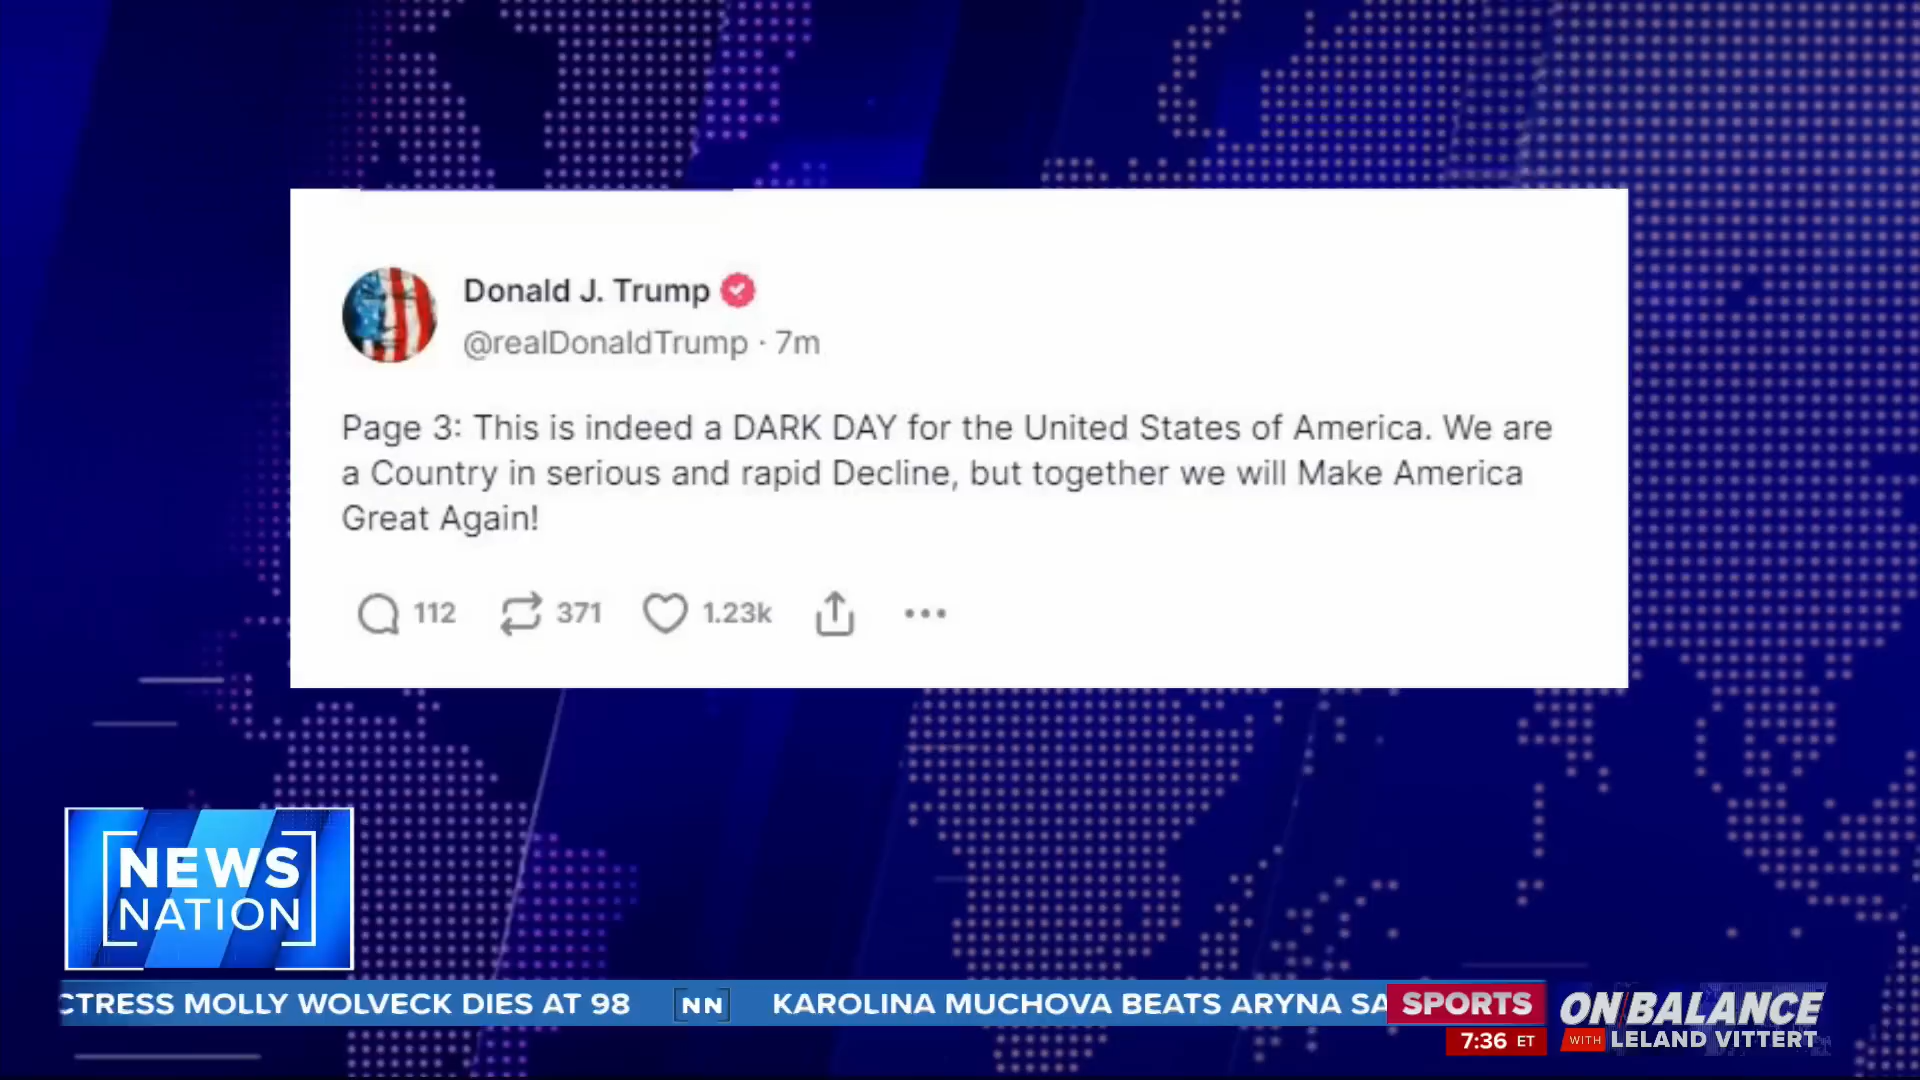 Donald J. Trump
@realDonaldTrump · 7m
Page 3: This is indeed a DARK DAY for the United States of America. We are
a Country in serious and rapid Decline, but together we will Make America
Great Again!
112 371 1.23k
NEWS
NATION
CTRESS MOLLY WOLVECK DIES AT 98 NN KAROLINA MUCHOVA BEATS ARYNA SA
SPORTS
7:36 ET
ON BALANCE
WITH LELAND VITTERT